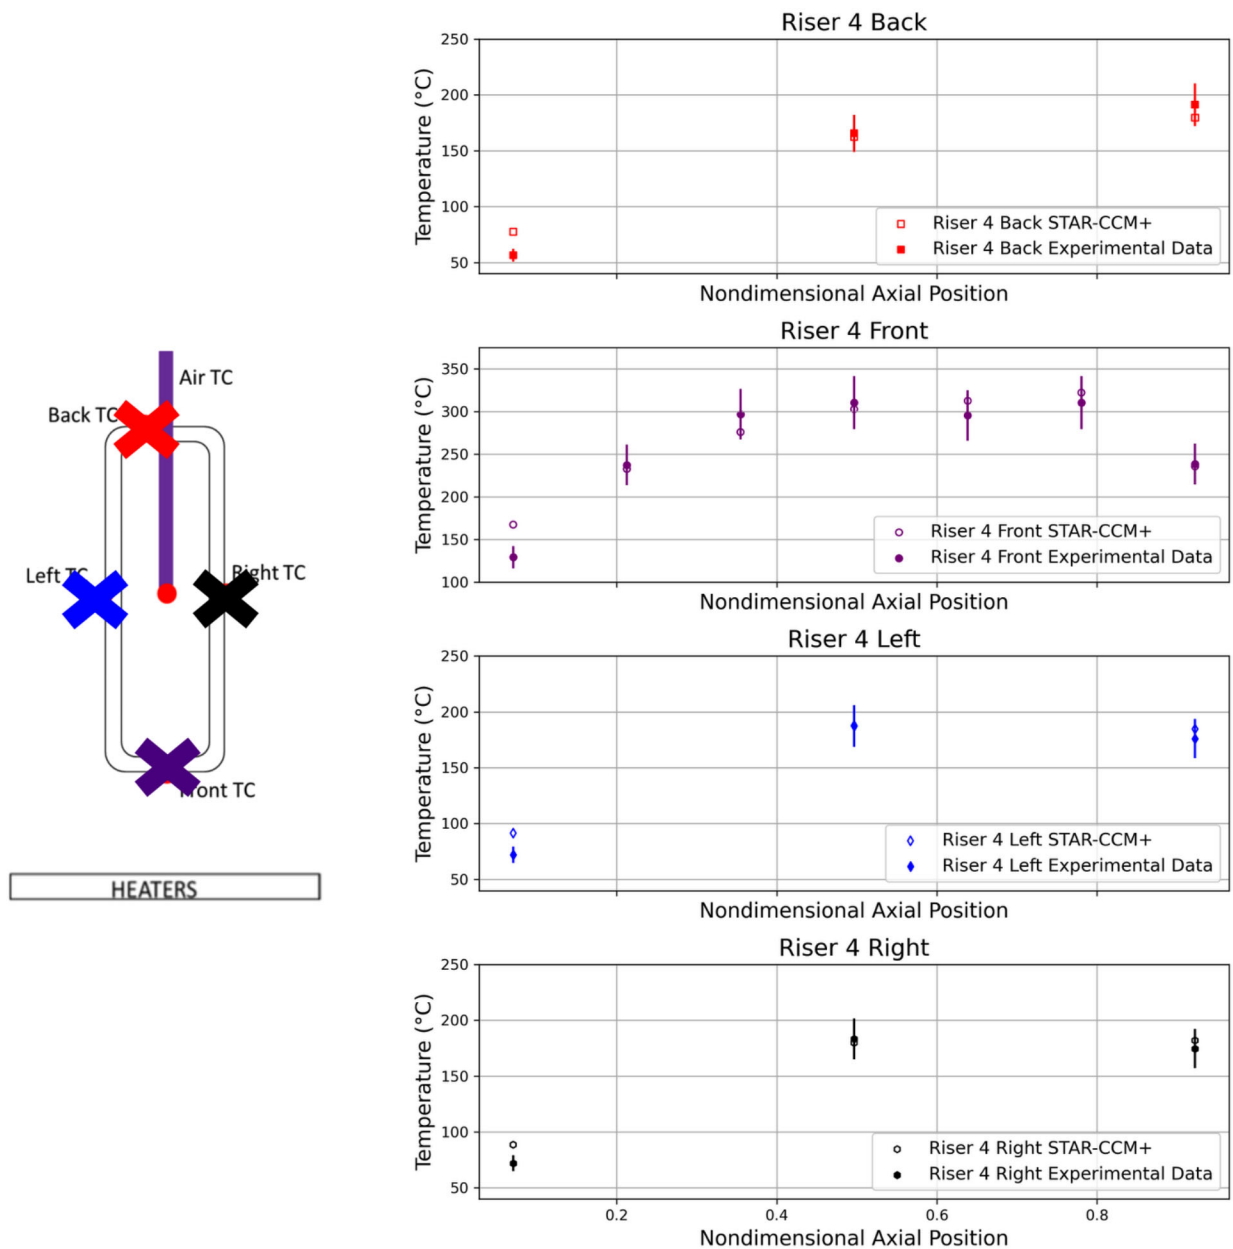 Air TC
Back TC
Left TC
Right TC
Front TC
HEATERS
Riser 4 Back
250
200
150
100
50
Temperature (°C)
Riser 4 Back STAR-CCM+
Riser 4 Back Experimental Data
Nondimensional Axial Position
Riser 4 Front
350
300
250
200
150
100
Temperature (°C)
Riser 4 Front STAR-CCM+
Riser 4 Front Experimental Data
Nondimensional Axial Position
Riser 4 Left
250
200
150
100
50
Temperature (°C)
Riser 4 Left STAR-CCM+
Riser 4 Left Experimental Data
Nondimensional Axial Position
Riser 4 Right
250
200
150
100
50
Temperature (°C)
Riser 4 Right STAR-CCM+
Riser 4 Right Experimental Data
0.2 0.4 0.6 0.8
Nondimensional Axial Position